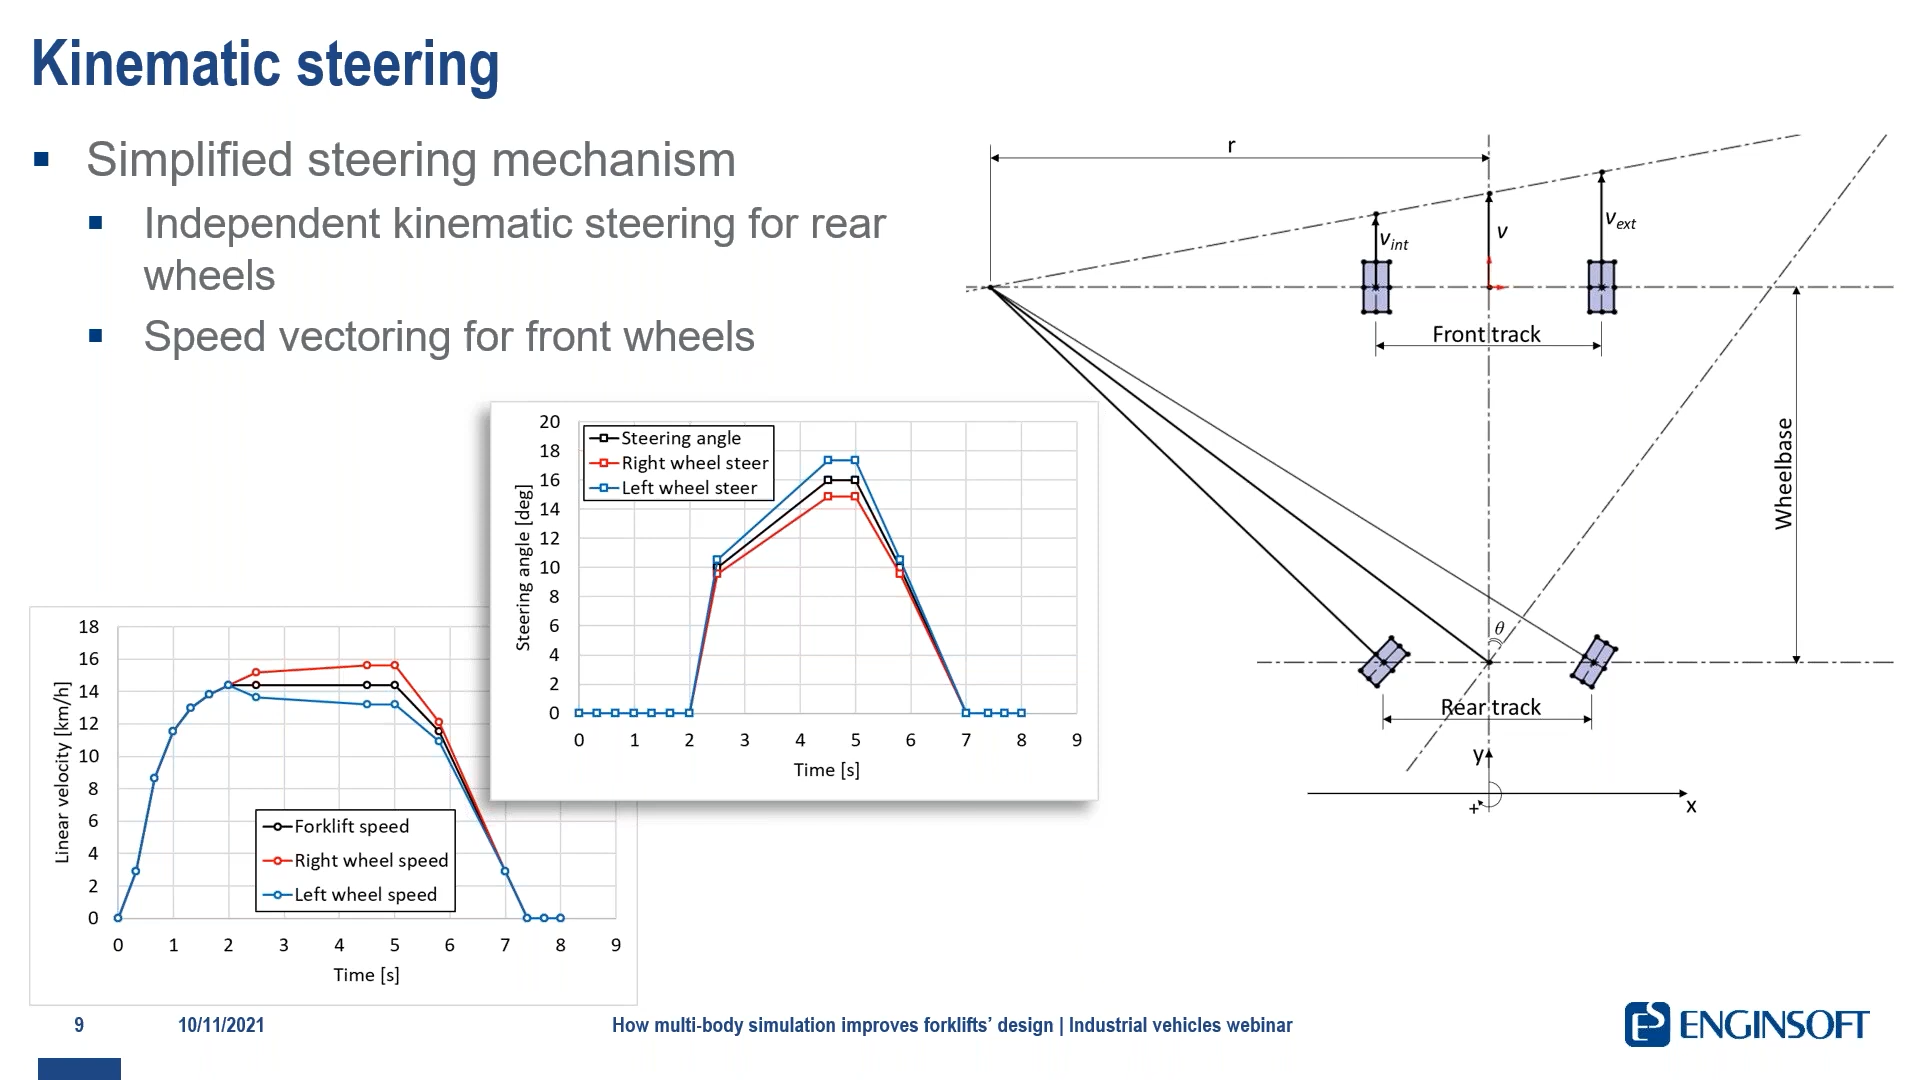 Kinematic steering
Simplified steering mechanism
Independent kinematic steering for rear
wheels
Speed vectoring for front wheels
r
v_int
v
v_ext
Front track
Wheelbase
θ
Rear track
y
+
x
20
18
16
14
12
10
8
6
4
2
0
Steering angle [deg]
Steering angle
Right wheel steer
Left wheel steer
0 1 2 3 4 5 6 7 8 9
Time [s]
18
16
14
12
10
8
6
4
2
0
Linear velocity [km/h]
Forklift speed
Right wheel speed
Left wheel speed
0 1 2 3 4 5 6 7 8 9
Time [s]
9 10/11/2021 How multi-body simulation improves forklifts’ design | Industrial vehicles webinar
ENGINSOFT